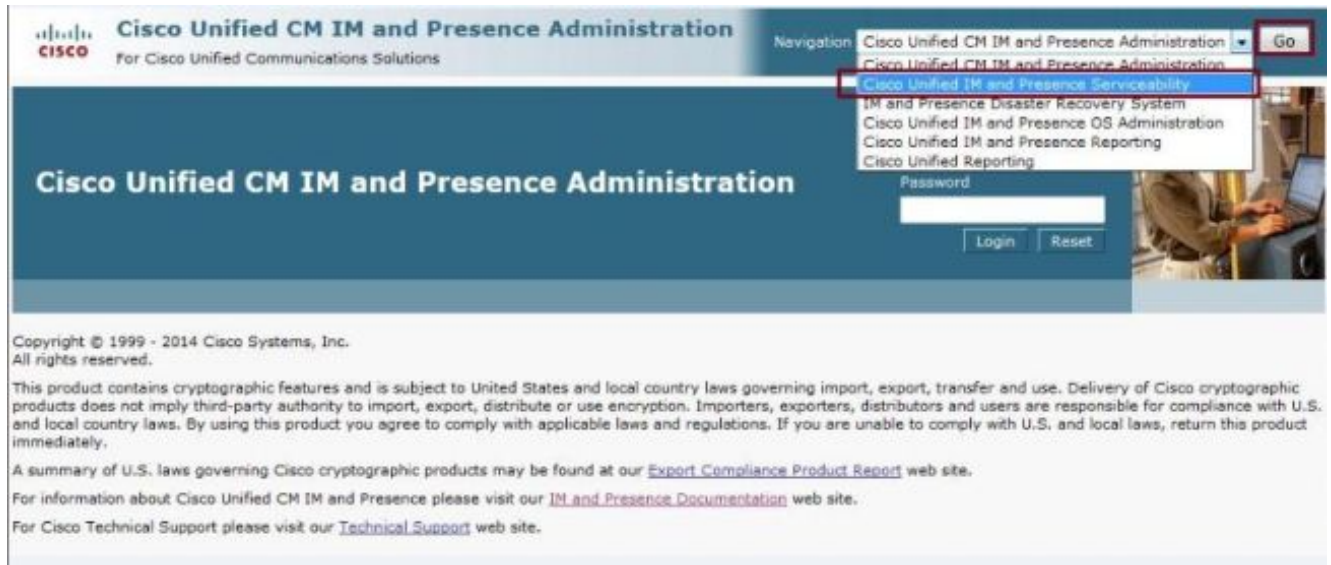 CISCO
Cisco Unified CM IM and Presence Administration
For Cisco Unified Communications Solutions
Navigation Cisco Unified CM IM and Presence Administration Go
Cisco Unified CM IM and Presence Administration
Cisco Unified IM and Presence Serviceability
IM and Presence Disaster Recovery System
Cisco Unified IM and Presence OS Administration
Cisco Unified IM and Presence Reporting
Cisco Unified Reporting
Cisco Unified CM IM and Presence Administration
Password
Login Reset
Copyright © 1999 - 2014 Cisco Systems, Inc.
All rights reserved.
This product contains cryptographic features and is subject to United States and local country laws governing import, export, transfer and use. Delivery of Cisco cryptographic
products does not imply third-party authority to import, export, distribute or use encryption. Importers, exporters, distributors and users are responsible for compliance with U.S.
and local country laws. By using this product you agree to comply with applicable laws and regulations. If you are unable to comply with U.S. and local laws, return this product
immediately.
A summary of U.S. laws governing Cisco cryptographic products may be found at our Export Compliance Product Report web site.
For information about Cisco Unified CM IM and Presence please visit our IM and Presence Documentation web site.
For Cisco Technical Support please visit our Technical Support web site.